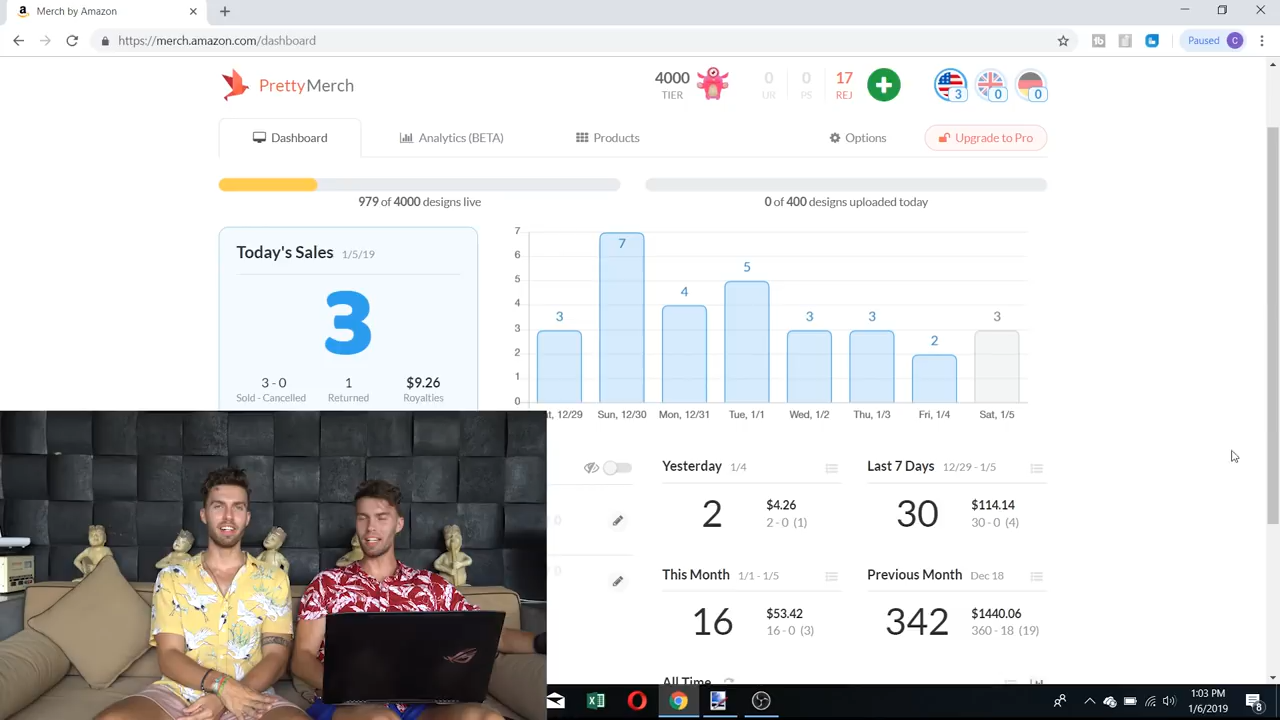 Merch by Amazon
https://merch.amazon.com/dashboard
Paused C
PrettyMerch
4000 TIER
0 UR
0 PS
17 REJ
3
0
0
Dashboard
Analytics (BETA)
Products
Options
Upgrade to Pro
979 of 4000 designs live
0 of 400 designs uploaded today
Today's Sales 1/5/19
3
3 - 0
Sold - Cancelled
1
Returned
$9.26
Royalties
7
6
5
4
3
2
1
0
3
7
4
5
3
3
2
3
Sun, 12/30
Mon, 12/31
Tue, 1/1
Wed, 1/2
Thu, 1/3
Fri, 1/4
Sat, 1/5
Yesterday 1/4
2
$4.26
2 - 0 (1)
Last 7 Days 12/29 - 1/5
30
$114.14
30 - 0 (4)
This Month 1/1 - 1/5
16
$53.42
16 - 0 (3)
Previous Month Dec 18
342
$1440.06
360 - 18 (19)
All Time
1:03 PM
1/6/2019